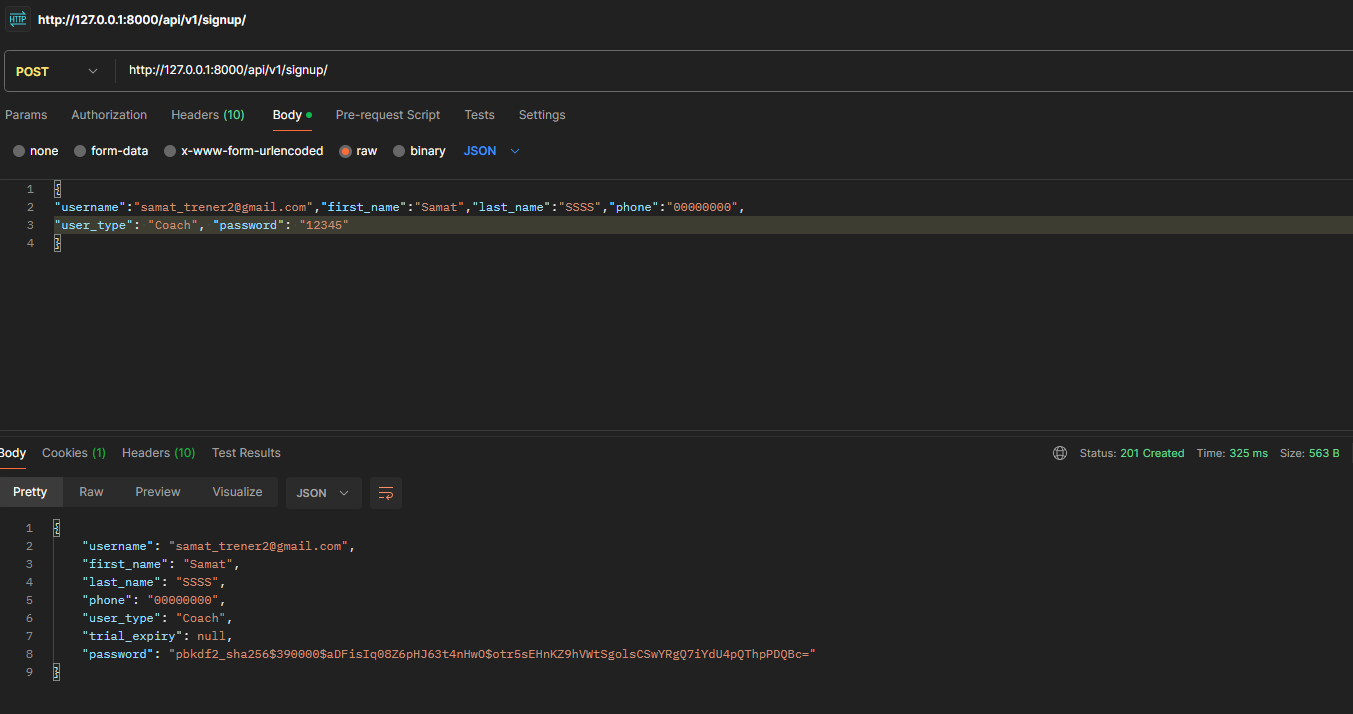 HTTP http://127.0.0.1:8000/api/v1/signup/
POST http://127.0.0.1:8000/api/v1/signup/
Params Authorization Headers (10) Body Pre-request Script Tests Settings
none form-data x-www-form-urlencoded raw binary JSON
1 {
2 "username":"samat_trener2@gmail.com","first_name":"Samat","last_name":"SSSS","phone":"00000000",
3 "user_type": "Coach", "password": "12345"
4 }
Body Cookies (1) Headers (10) Test Results Status: 201 Created Time: 325 ms Size: 563 B
Pretty Raw Preview Visualize JSON
1 {
2 "username": "samat_trener2@gmail.com",
3 "first_name": "Samat",
4 "last_name": "SSSS",
5 "phone": "00000000",
6 "user_type": "Coach",
7 "trial_expiry": null,
8 "password": "pbkdf2_sha256$390000$aDFisIq08Z6pHJ63t4nHwO$otr5sEHnKZ9hVWtSgolsCSwYRgQ7iYdU4pQThpPDQBc="
9 }